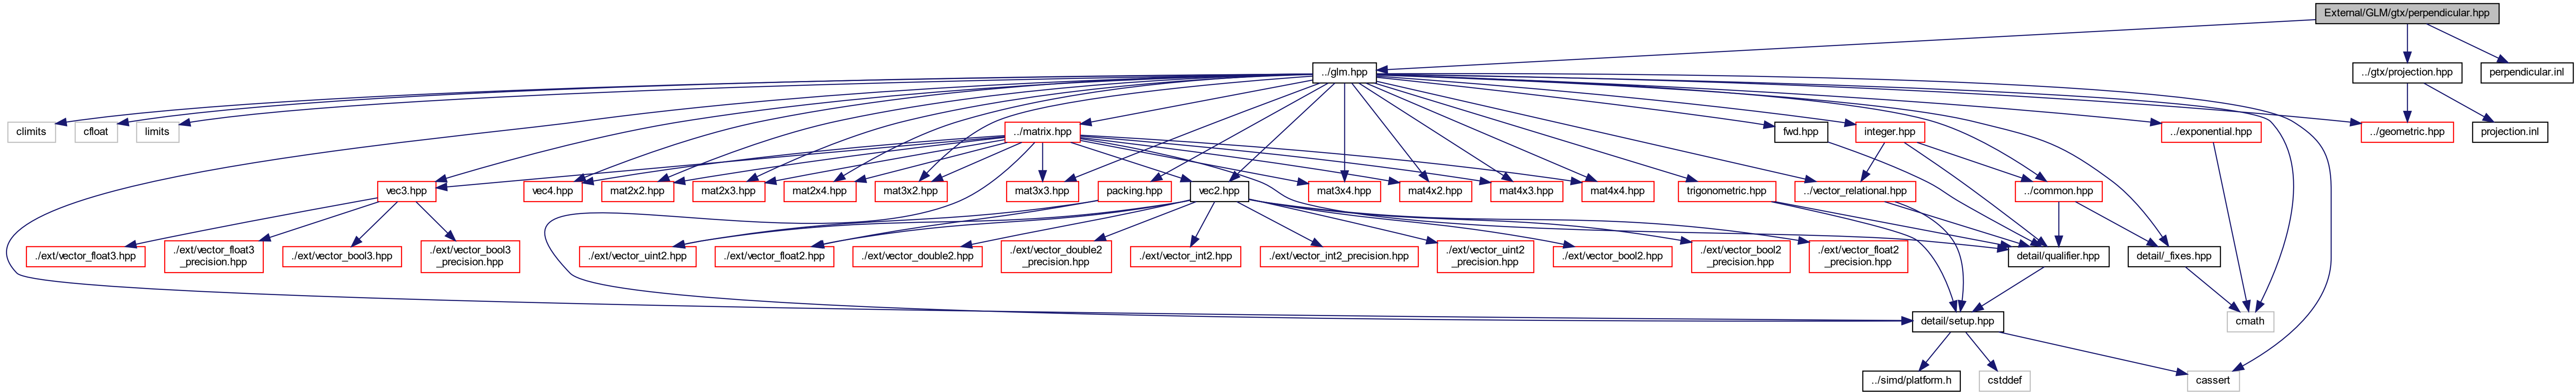 External/GLM/gtx/perpendicular.hpp
../glm.hpp
../gtx/projection.hpp
perpendicular.inl
climits
cfloat
limits
../matrix.hpp
fwd.hpp
integer.hpp
../exponential.hpp
../geometric.hpp
projection.inl
vec3.hpp
vec4.hpp
mat2x2.hpp
mat2x3.hpp
mat2x4.hpp
mat3x2.hpp
mat3x3.hpp
packing.hpp
vec2.hpp
mat3x4.hpp
mat4x2.hpp
mat4x3.hpp
mat4x4.hpp
trigonometric.hpp
../vector_relational.hpp
../common.hpp
./ext/vector_float3.hpp
./ext/vector_float3
_precision.hpp
./ext/vector_bool3.hpp
./ext/vector_bool3
_precision.hpp
./ext/vector_uint2.hpp
./ext/vector_float2.hpp
./ext/vector_double2.hpp
./ext/vector_double2
_precision.hpp
./ext/vector_int2.hpp
./ext/vector_int2_precision.hpp
./ext/vector_uint2
_precision.hpp
./ext/vector_bool2.hpp
./ext/vector_bool2
_precision.hpp
./ext/vector_float2
_precision.hpp
detail/qualifier.hpp
detail/_fixes.hpp
detail/setup.hpp
cmath
../simd/platform.h
cstddef
cassert